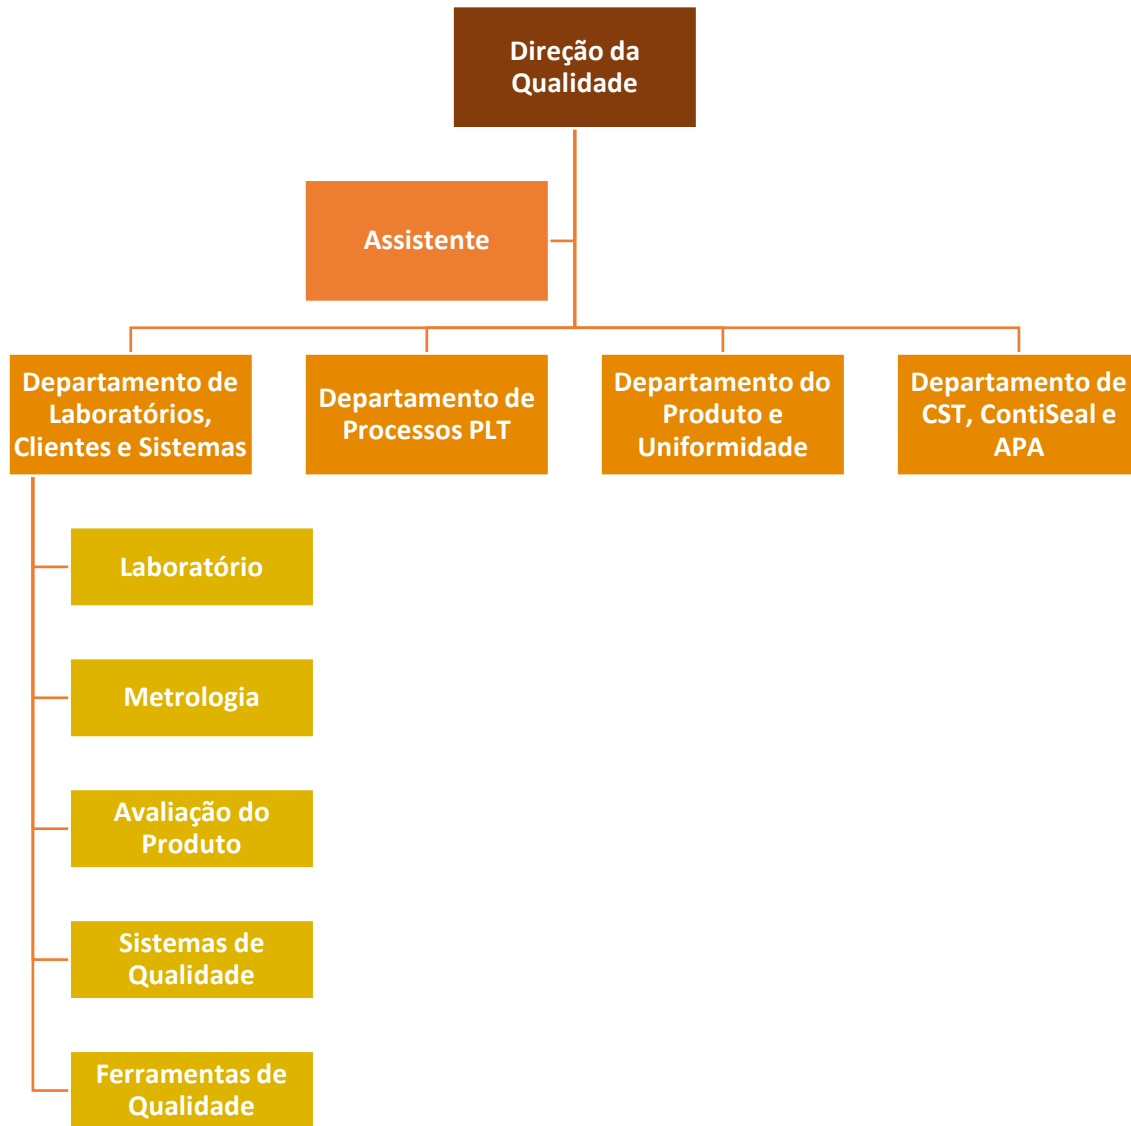 Direção da
Qualidade
Assistente
Departamento de
Laboratórios,
Clientes e Sistemas
Departamento de
Processos PLT
Departamento do
Produto e
Uniformidade
Departamento de
CST, ContiSeal e
APA
Laboratório
Metrologia
Avaliação do
Produto
Sistemas de
Qualidade
Ferramentas de
Qualidade